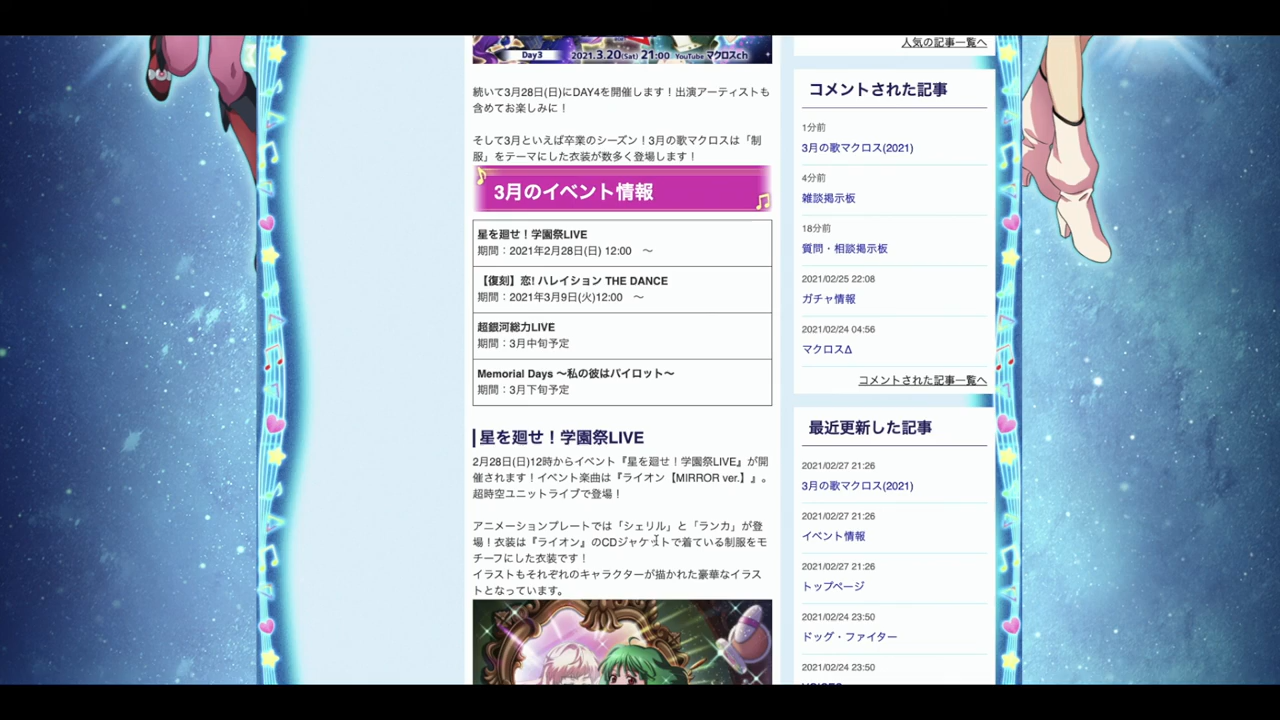 Day3 2021.3.20(Sat) 21:00 YouTube マクロスch
続いて3月28日(日)にDAY4を開催します！出演アーティストも
含めてお楽しみに！
そして3月といえば卒業のシーズン！3月の歌マクロスは「制
服」をテーマにした衣装が数多く登場します！
3月のイベント情報
星を廻せ！学園祭LIVE
期間：2021年2月28日(日) 12:00　～
【復刻】恋! ハレイション THE DANCE
期間：2021年3月9日(火)12:00　～
超銀河総力LIVE
期間：3月中旬予定
Memorial Days ～私の彼はパイロット～
期間：3月下旬予定
星を廻せ！学園祭LIVE
2月28日(日)12時からイベント『星を廻せ！学園祭LIVE』が開
催されます！イベント楽曲は『ライオン【MIRROR ver.】』。
超時空ユニットライブで登場！
アニメーションプレートでは「シェリル」と「ランカ」が登
場！衣装は『ライオン』のCDジャケットで着ている制服をモ
チーフにした衣装です！
イラストもそれぞれのキャラクターが描かれた豪華なイラス
トとなっています。
人気の記事一覧へ
コメントされた記事
1分前
3月の歌マクロス(2021)
4分前
雑談掲示板
18分前
質問・相談掲示板
2021/02/25 22:08
ガチャ情報
2021/02/24 04:56
マクロスΔ
コメントされた記事一覧へ
最近更新した記事
2021/02/27 21:26
3月の歌マクロス(2021)
2021/02/27 21:26
イベント情報
2021/02/27 21:26
トップページ
2021/02/24 23:50
ドッグ・ファイター
2021/02/24 23:50